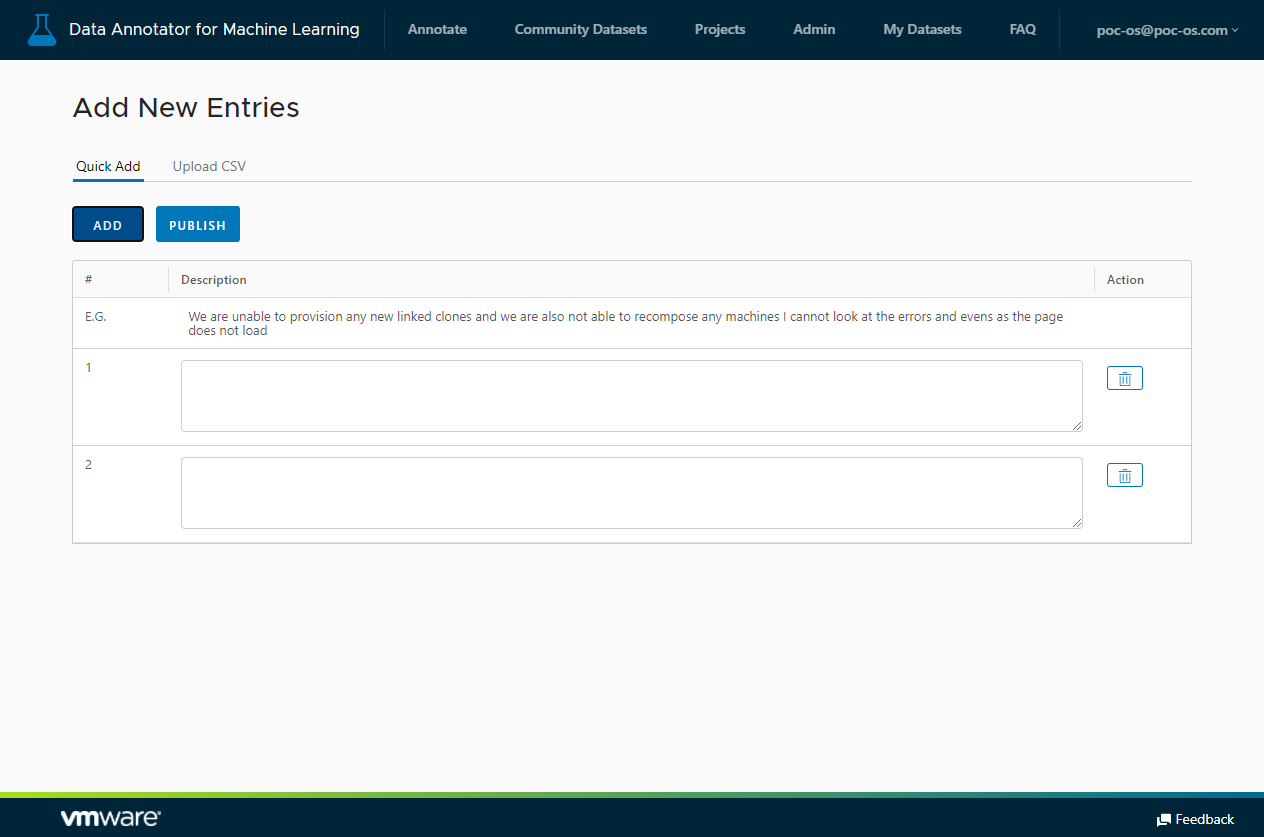 Data Annotator for Machine Learning
Annotate
Community Datasets
Projects
Admin
My Datasets
FAQ
poc-os@poc-os.com
Add New Entries
Quick Add
Upload CSV
ADD
PUBLISH
#
Description
Action
E.G.
We are unable to provision any new linked clones and we are also not able to recompose any machines I cannot look at the errors and evens as the page
does not load
1
2
vmware®
Feedback